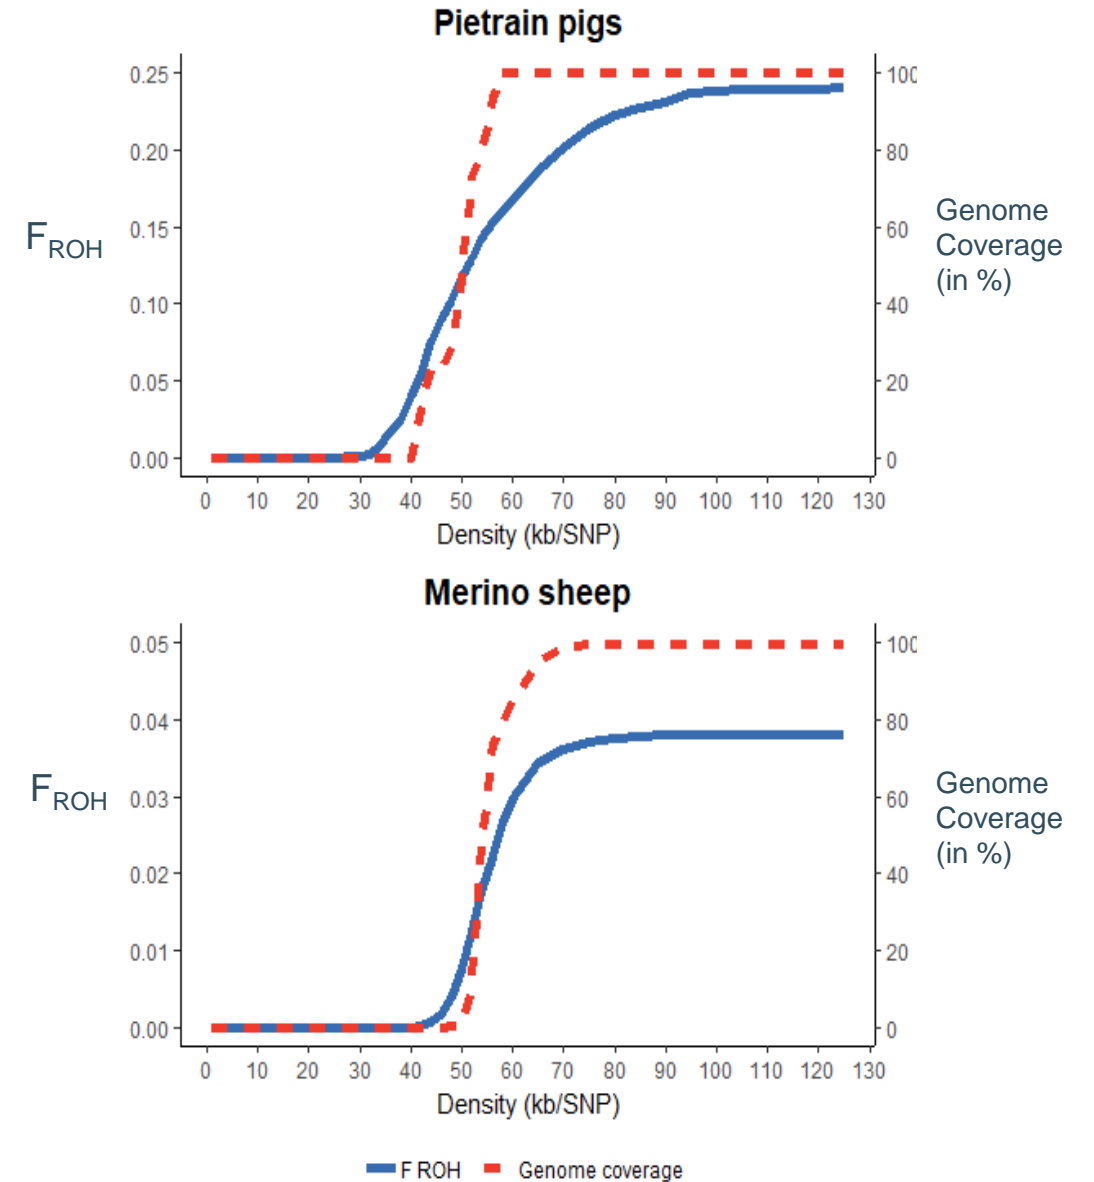 Pietrain pigs
0.25
0.20
0.15
0.10
0.05
0.00
F ROH
100
80
60
40
20
0
Genome
Coverage
(in %)
0 10 20 30 40 50 60 70 80 90 100 110 120 130
Density (kb/SNP)
Merino sheep
0.05
0.04
0.03
0.02
0.01
0.00
F ROH
100
80
60
40
20
0
Genome
Coverage
(in %)
0 10 20 30 40 50 60 70 80 90 100 110 120 130
Density (kb/SNP)
F ROH Genome coverage